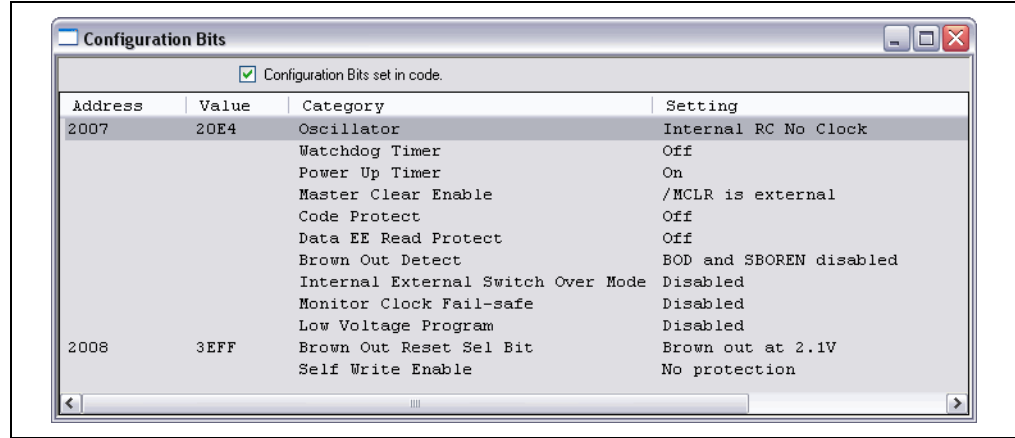 Configuration Bits
Configuration Bits set in code.
Address Value Category Setting
2007 20E4 Oscillator Internal RC No Clock
Watchdog Timer Off
Power Up Timer On
Master Clear Enable /MCLR is external
Code Protect Off
Data EE Read Protect Off
Brown Out Detect BOD and SBOREN disabled
Internal External Switch Over Mode Disabled
Monitor Clock Fail-safe Disabled
Low Voltage Program Disabled
2008 3EFF Brown Out Reset Sel Bit Brown out at 2.1V
Self Write Enable No protection